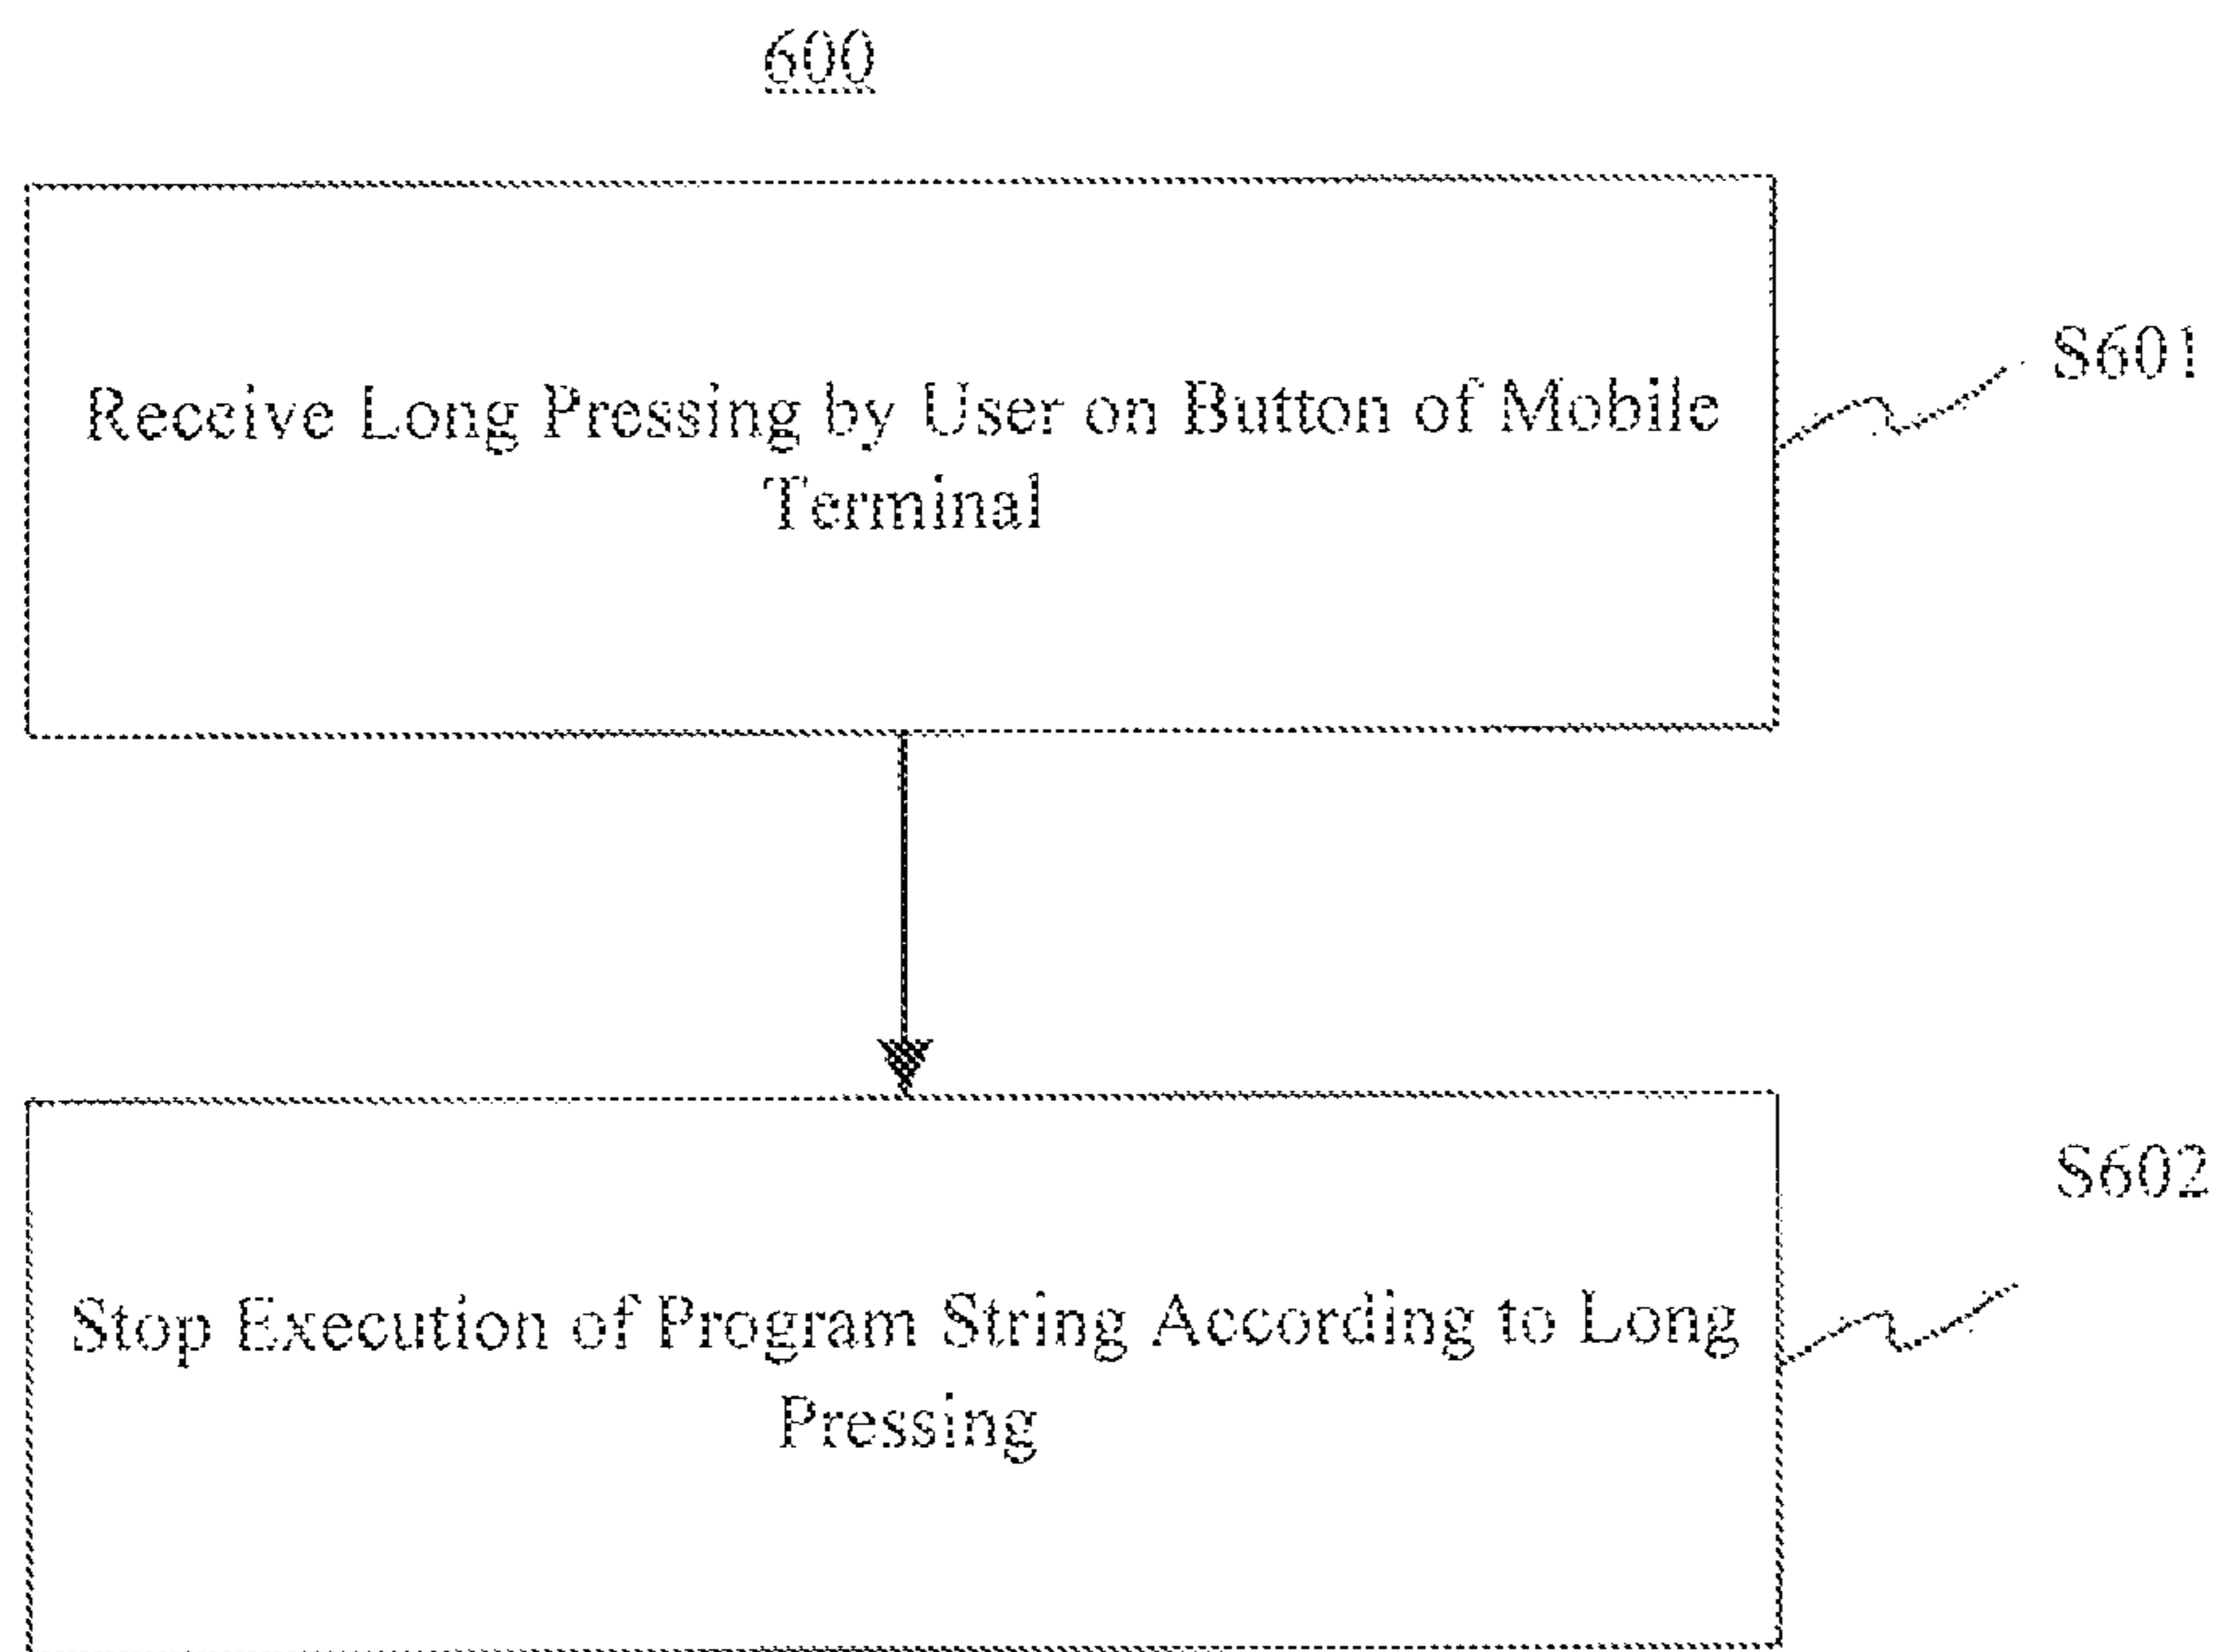 600
Receive Long Pressing by User on Button of Mobile
Terminal
S601
Stop Execution of Program String According to Long
Pressing
S602